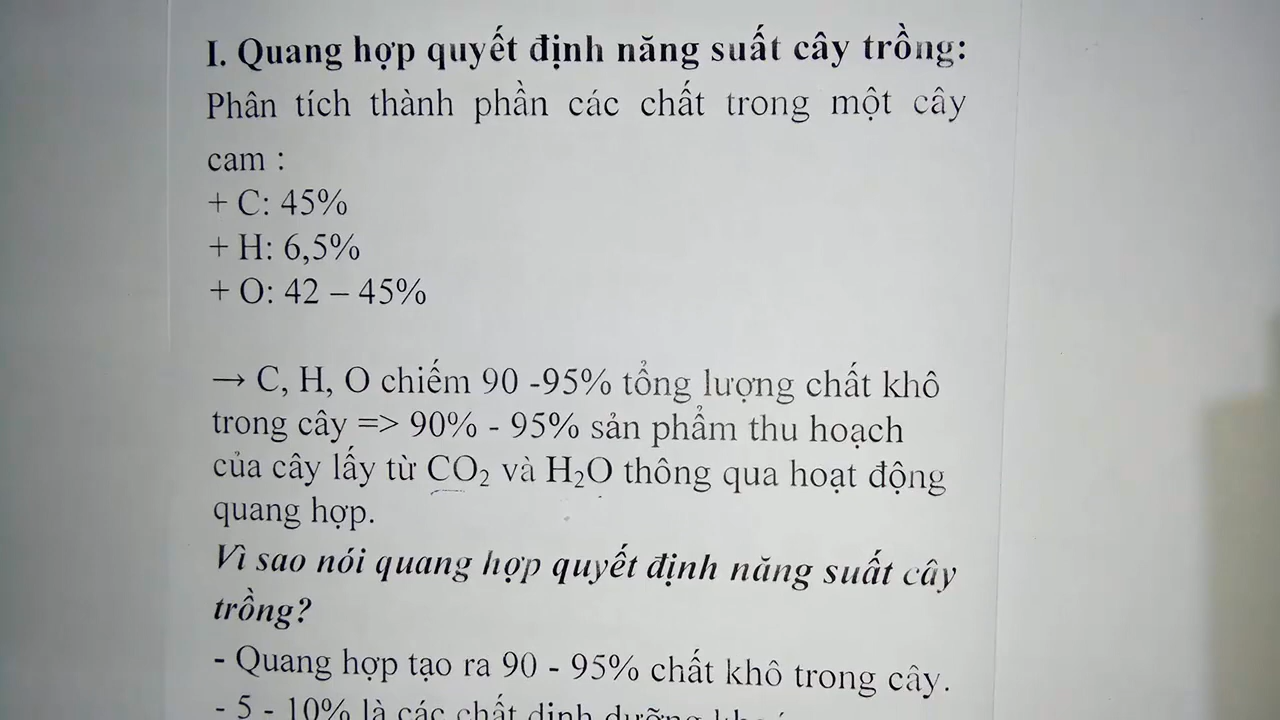 I. Quang hợp quyết định năng suất cây trồng:
Phân tích thành phần các chất trong một cây
cam :
+ C: 45%
+ H: 6,5%
+ O: 42 – 45%
→ C, H, O chiếm 90 -95% tổng lượng chất khô
trong cây => 90% - 95% sản phẩm thu hoạch
của cây lấy từ CO₂ và H₂O thông qua hoạt động
quang hợp.
Vì sao nói quang hợp quyết định năng suất cây
trồng?
- Quang hợp tạo ra 90 - 95% chất khô trong cây.
- 5 - 10% là các chất dinh dưỡng